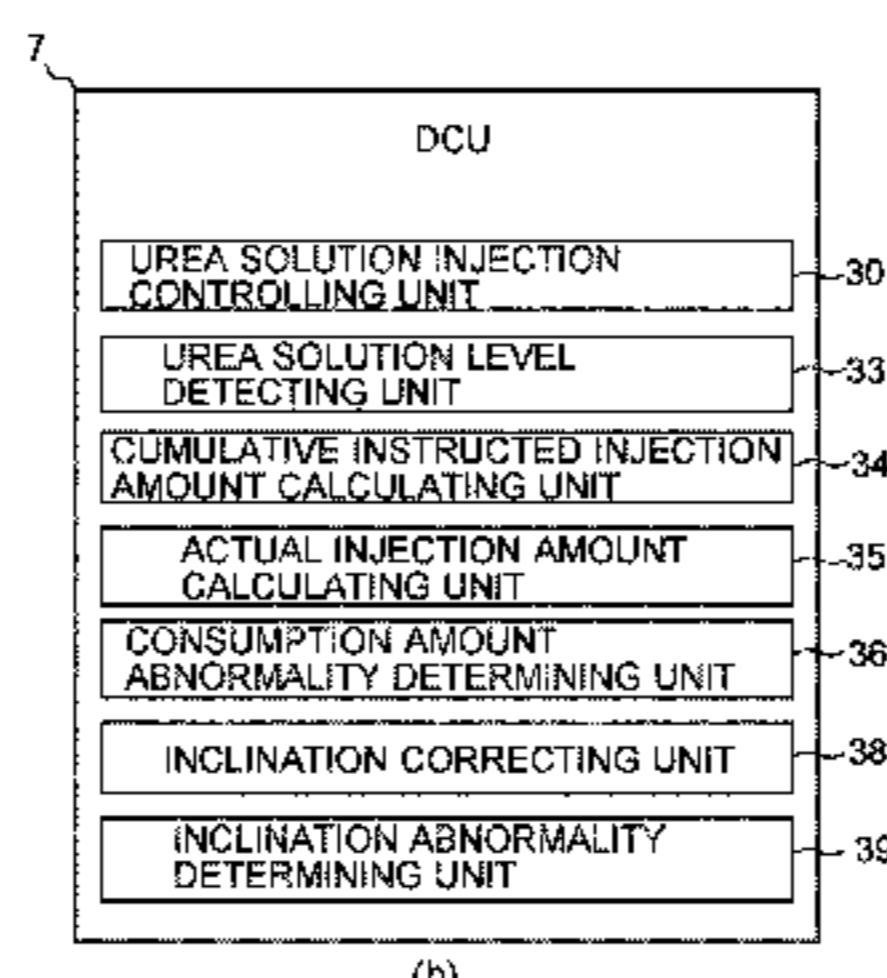 7
DCU
UREA SOLUTION INJECTION
CONTROLLING UNIT
30
UREA SOLUTION LEVEL
DETECTING UNIT
33
CUMULATIVE INSTRUCTED INJECTION
AMOUNT CALCULATING UNIT
34
ACTUAL INJECTION AMOUNT
CALCULATING UNIT
35
CONSUMPTION AMOUNT
ABNORMALITY DETERMINING UNIT
36
INCLINATION CORRECTING UNIT
38
INCLINATION ABNORMALITY
DETERMINING UNIT
39
(b)